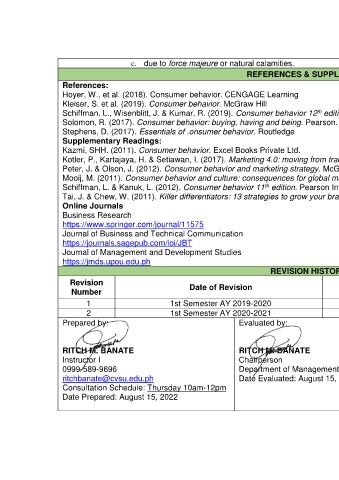 c. due to force majeure or natural calamities.
REFERENCES & SUPPL
References:
Hoyer, W., et al. (2018). Consumer behavior. CENGAGE Learning
Kleiser, S. et al. (2019). Consumer behavior. McGraw Hill
Schiffman, L., Wisenblit, J. & Kumar, R. (2019). Consumer behavior 12th editi
Solomon, R. (2017). Consumer behavior: buying, having and being. Pearson.
Stephens, D. (2017). Essentials of .onsumer behavior. Routledge
Supplementary Readings:
Kazmi, SHH. (2011). Consumer behavior. Excel Books Private Ltd.
Kotler, P., Kartajaya, H. & Setiawan, I. (2017). Marketing 4.0: moving from tra
Peter, J. & Olson, J. (2012). Consumer behavior and marketing strategy. McG
Mooij, M. (2011). Consumer behavior and culture: consequences for global m
Schiffman, L. & Kanuk, L. (2012). Consumer behavior 11th edition. Pearson In
Tai, J. & Chew, W. (2011). Killer differentiators: 13 strategies to grow your bra
Online Journals
Business Research
https://www.springer.com/journal/11575
Journal of Business and Technical Communication
https://journals.sagepub.com/loi/JBT
Journal of Management and Development Studies
https://jmds.upou.edu.ph
REVISION HISTOR
Revision Number
Date of Revision
1 1st Semester AY 2019-2020
2 1st Semester AY 2020-2021
Prepared by:
RITCH M. BANATE
Instructor I
0999-589-9696
ritchbanate@cvsu.edu.ph
Consultation Schedule: Thursday 10am-12pm
Date Prepared: August 15, 2022
Evaluated by:
RITCH M. BANATE
Chairperson
Department of Management
Date Evaluated: August 15,